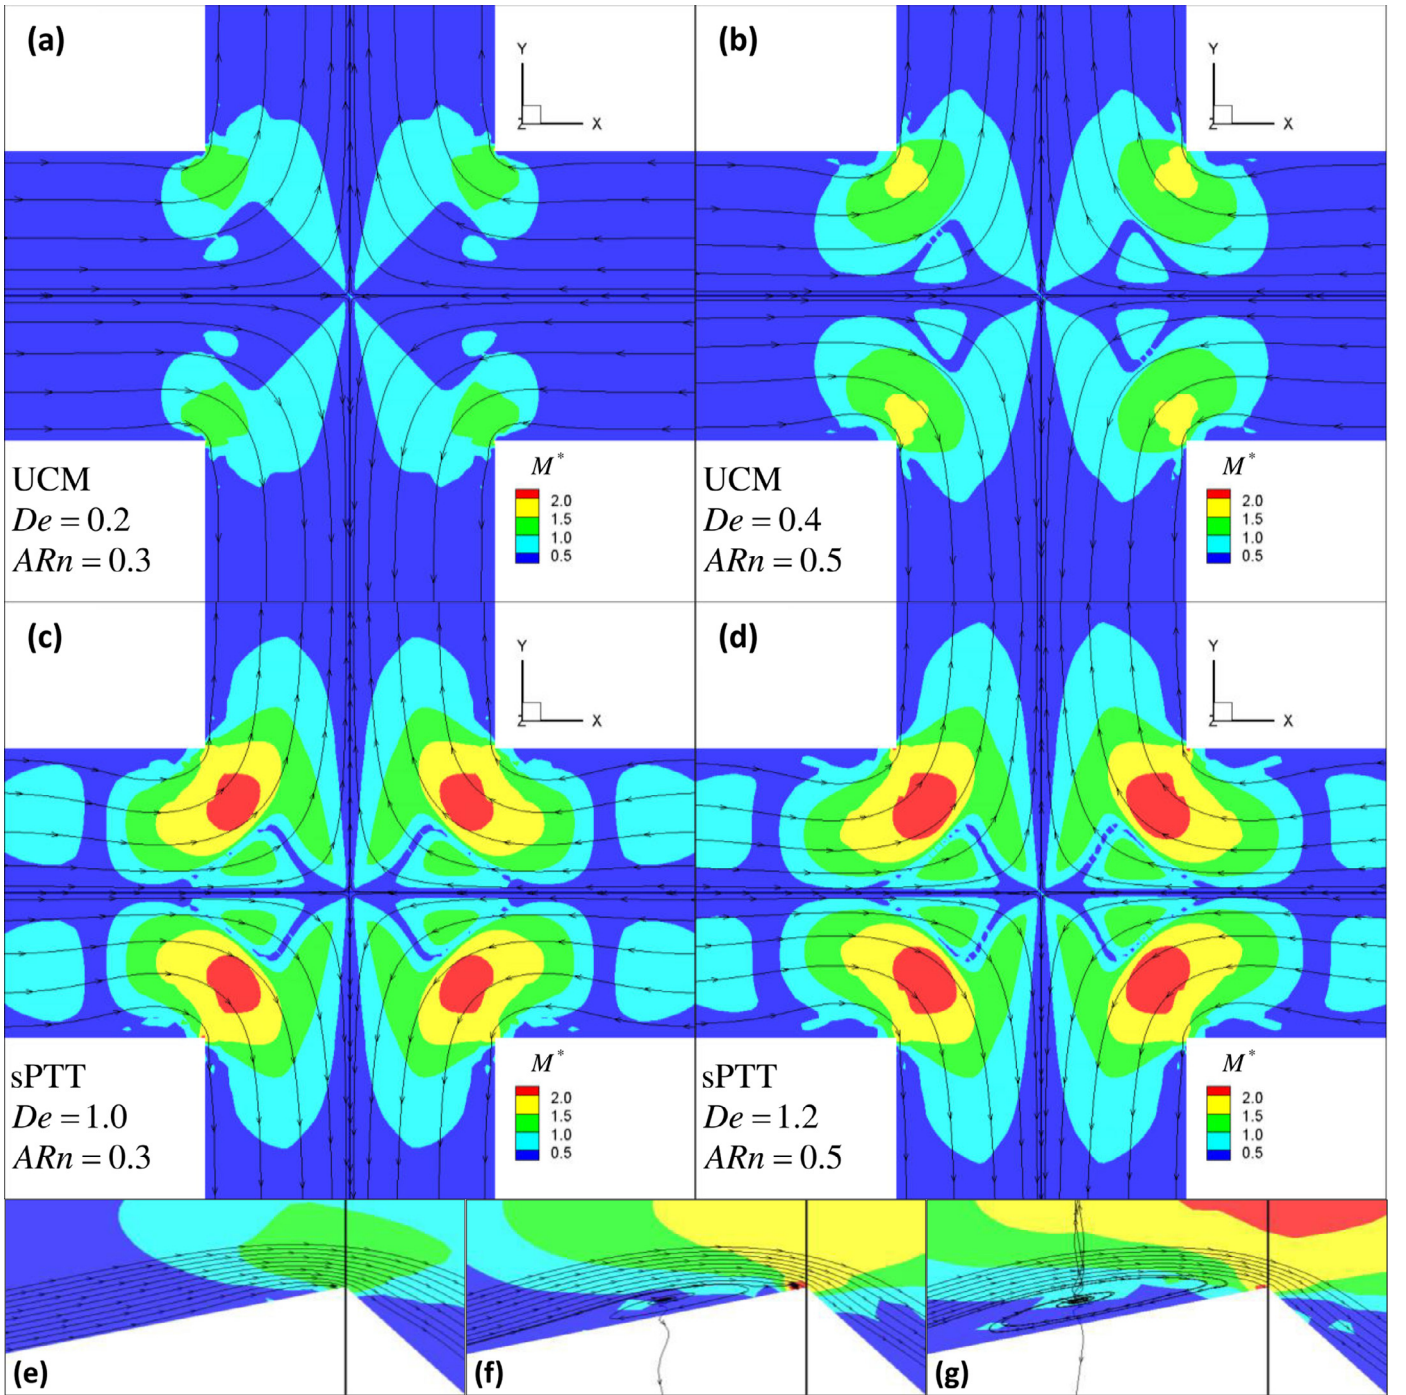 (a)
Y
Z
X
UCM
De = 0.2
ARn = 0.3
M*
2.0
1.5
1.0
0.5
(b)
Y
Z
X
UCM
De = 0.4
ARn = 0.5
M*
2.0
1.5
1.0
0.5
(c)
Y
Z
X
sPTT
De = 1.0
ARn = 0.3
M*
2.0
1.5
1.0
0.5
(d)
Y
Z
X
sPTT
De = 1.2
ARn = 0.5
M*
2.0
1.5
1.0
0.5
(e)
(f)
(g)